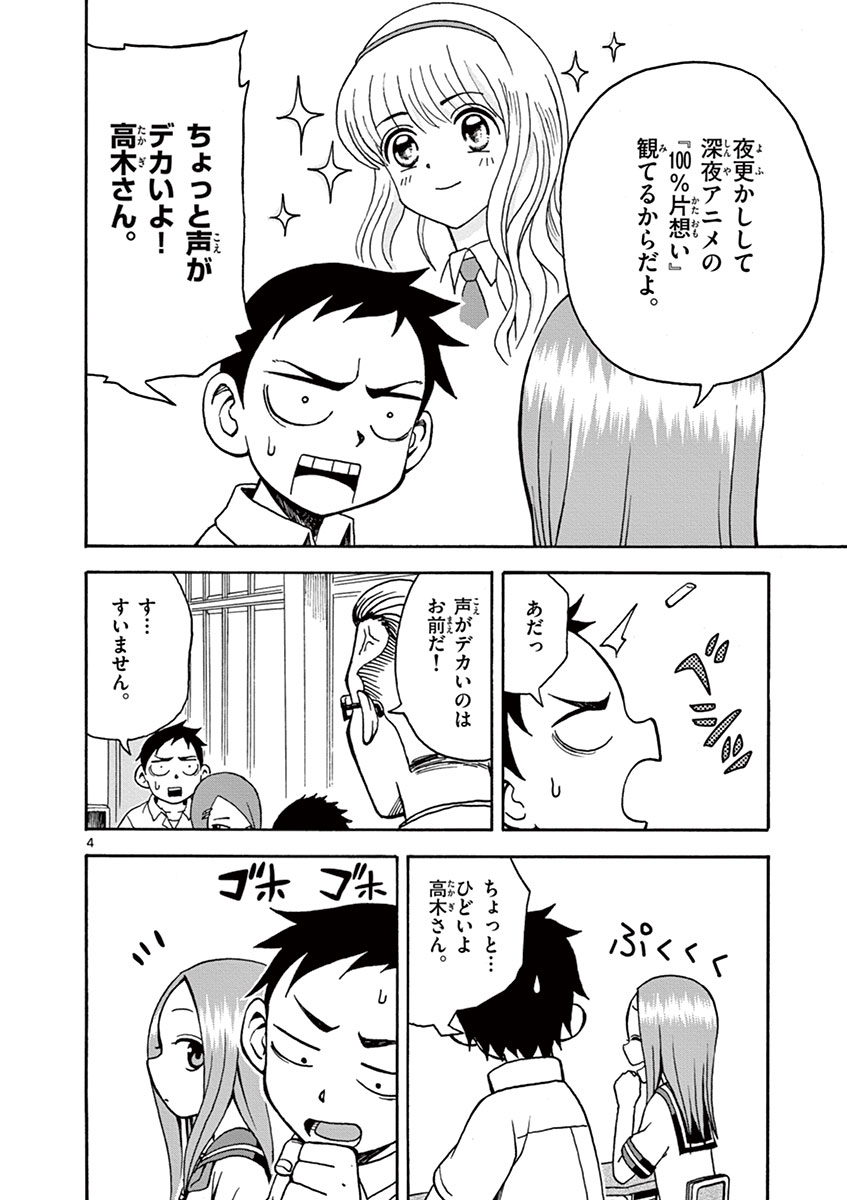 夜更かしして
深夜アニメの
『100%片想い』
観てるからだよ。
ちょっと声が
デカいよ!
高木さん。
あだっ
声がデカいのは
お前だ!
す…
すいません。
ぷくくく
ちょっと…
ひどいよ
高木さん。
ゴホ ゴホ
4